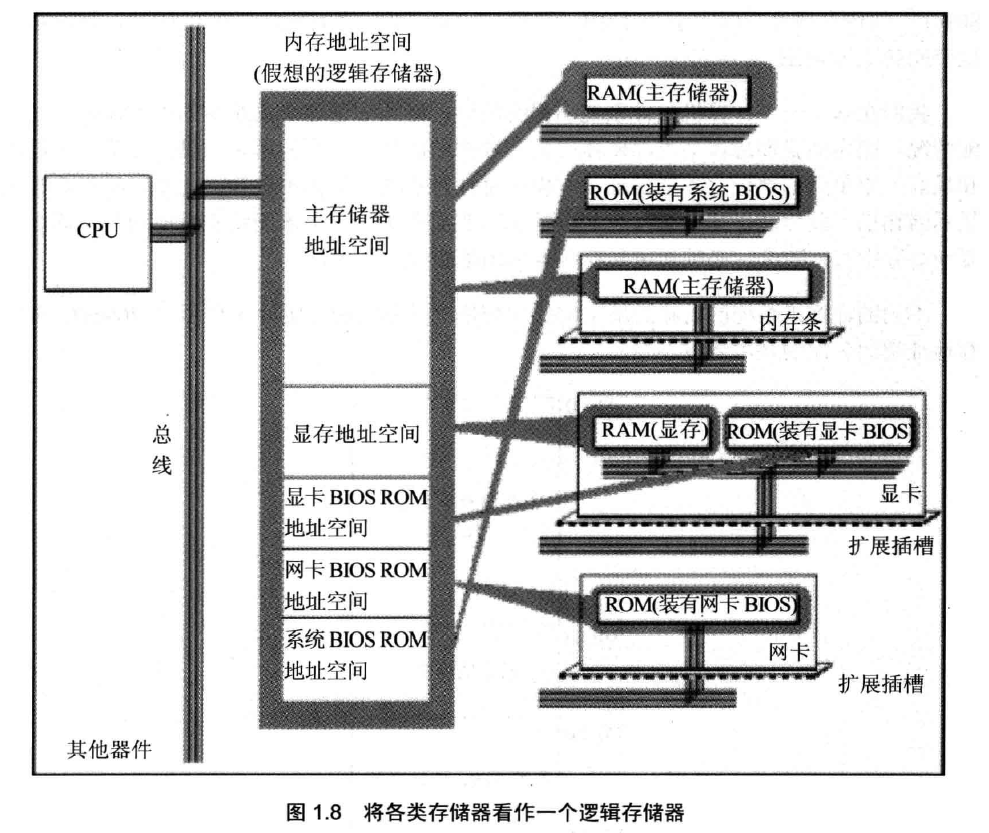 内存地址空间
(假想的逻辑存储器)
CPU
总
线
主存储器
地址空间
显存地址空间
显卡 BIOS ROM
地址空间
网卡 BIOS ROM
地址空间
系统 BIOS ROM
地址空间
其他器件
RAM(主存储器)
ROM(装有系统 BIOS)
RAM(主存储器)
内存条
RAM(显存)
ROM(装有显卡 BIOS
显卡
扩展插槽
ROM(装有网卡 BIOS)
网卡
扩展插槽
图 1.8 将各类存储器看作一个逻辑存储器